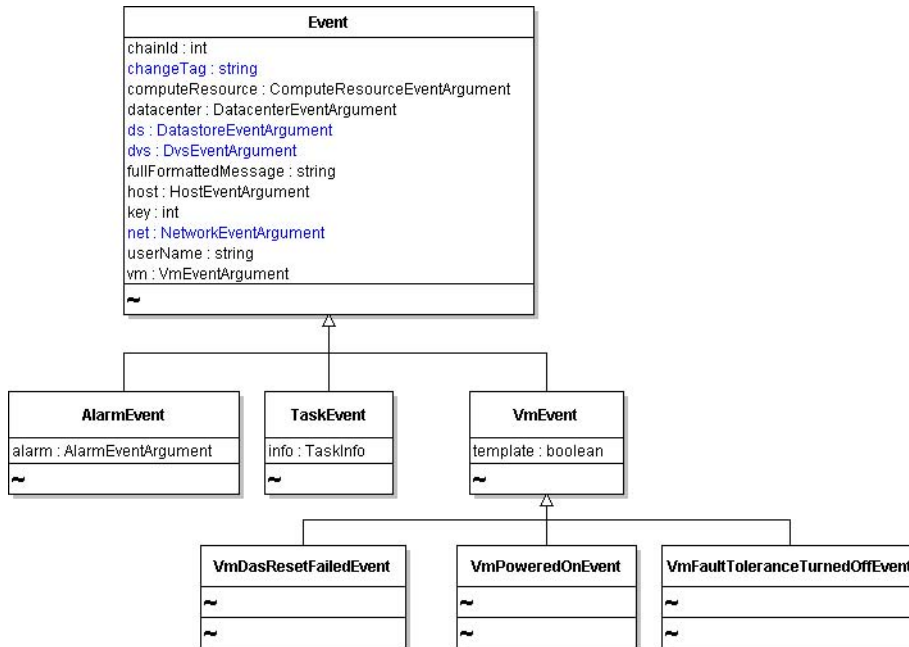 Event
chainId : int
changeTag : string
computeResource : ComputeResourceEventArgument
datacenter : DatacenterEventArgument
ds : DatastoreEventArgument
dvs : DvsEventArgument
fullFormattedMessage : string
host : HostEventArgument
key : int
net : NetworkEventArgument
userName : string
vm : VmEventArgument
~
AlarmEvent
alarm : AlarmEventArgument
~
TaskEvent
info : TaskInfo
~
VmEvent
template : boolean
~
VmDasResetFailedEvent
~
~
VmPoweredOnEvent
~
~
VmFaultToleranceTurnedOffEvent
~
~